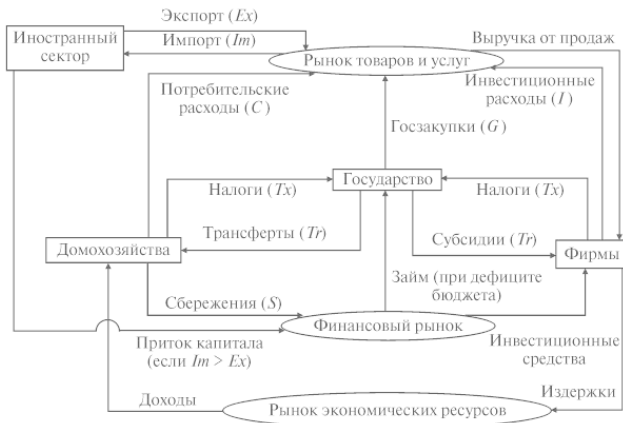 Экспорт (Ex)
Иностранный
сектор
Импорт (Im)
Выручка от продаж
Рынок товаров и услуг
Потребительские
расходы (C)
Инвестиционные
расходы (I)
Госзакупки (G)
Налоги (Tx)
Государство
Налоги (Tx)
Домохозяйства
Трансферты (Tr)
Субсидии (Tr)
Фирмы
Сбережения (S)
Займ (при дефиците
бюджета)
Финансовый рынок
Приток капитала
(если Im > Ex)
Инвестиционные
средства
Доходы
Рынок экономических ресурсов
Издержки